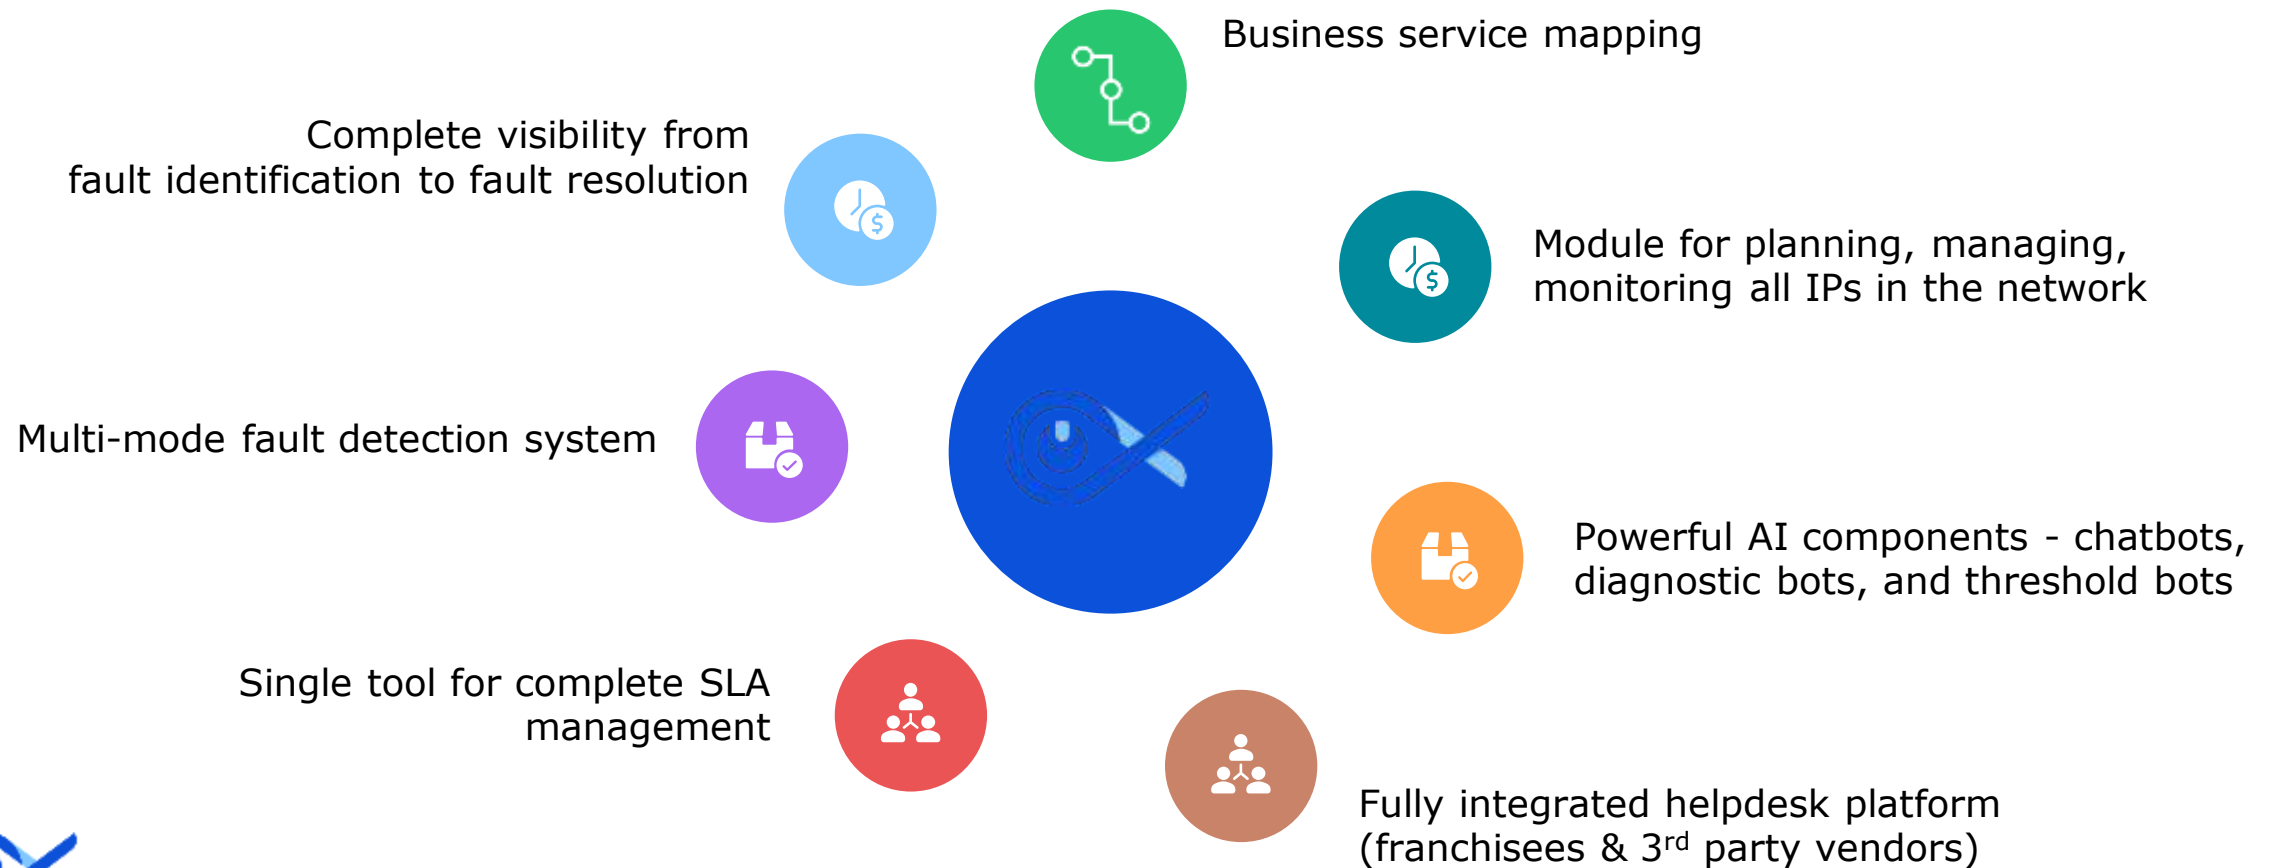 Business service mapping
Complete visibility from
fault identification to fault resolution
Module for planning, managing,
monitoring all IPs in the network
Multi-mode fault detection system
Powerful AI components - chatbots,
diagnostic bots, and threshold bots
Single tool for complete SLA
management
Fully integrated helpdesk platform
(franchisees & 3rd party vendors)